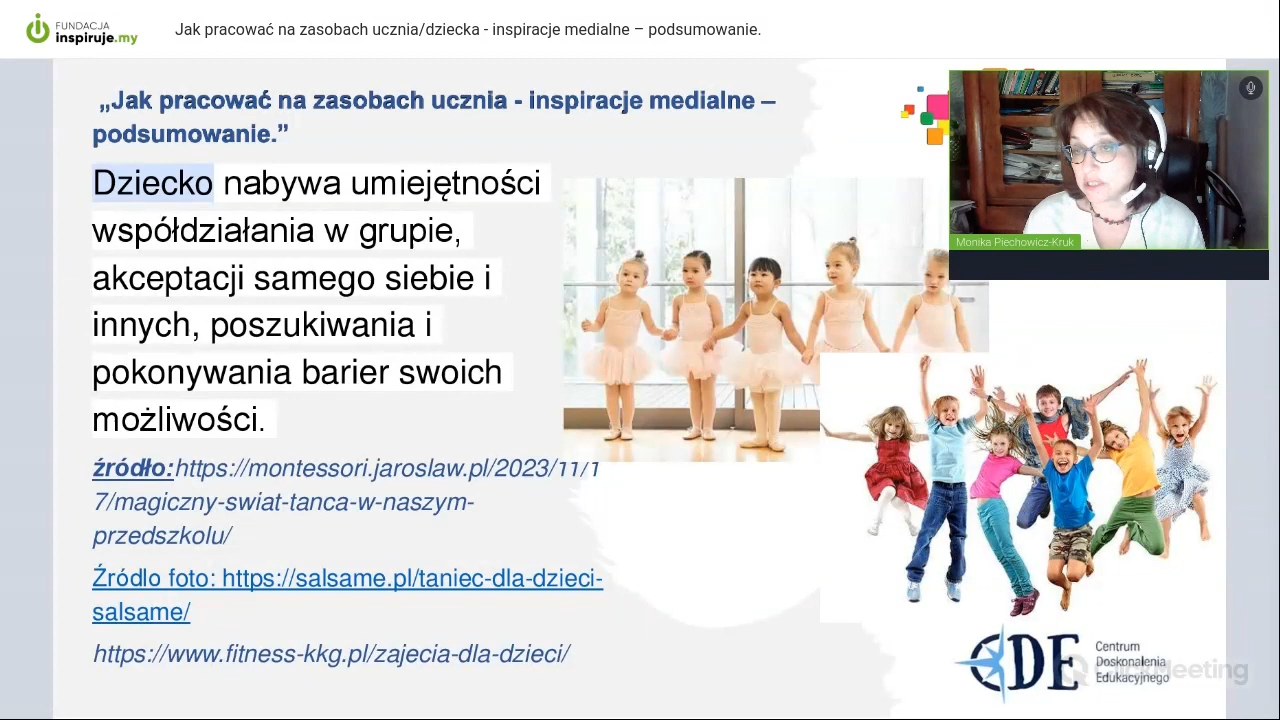 FUNDACJA
inspiruje.my
Jak pracować na zasobach ucznia/dziecka - inspiracje medialne – podsumowanie.
„Jak pracować na zasobach ucznia - inspiracje medialne –
podsumowanie.”
Dziecko nabywa umiejętności
współdziałania w grupie,
akceptacji samego siebie i
innych, poszukiwania i
pokonywania barier swoich
możliwości.
źródło:https://montessori.jaroslaw.pl/2023/11/1
7/magiczny-swiat-tanca-w-naszym-
przedszkolu/
Źródlo foto: https://salsame.pl/taniec-dla-dzieci-
salsame/
https://www.fitness-kkg.pl/zajecia-dla-dzieci/
Monika Piechowicz-Kruk
CDE
Centrum
Doskonalenia
Edukacyjnego
ClickMeeting